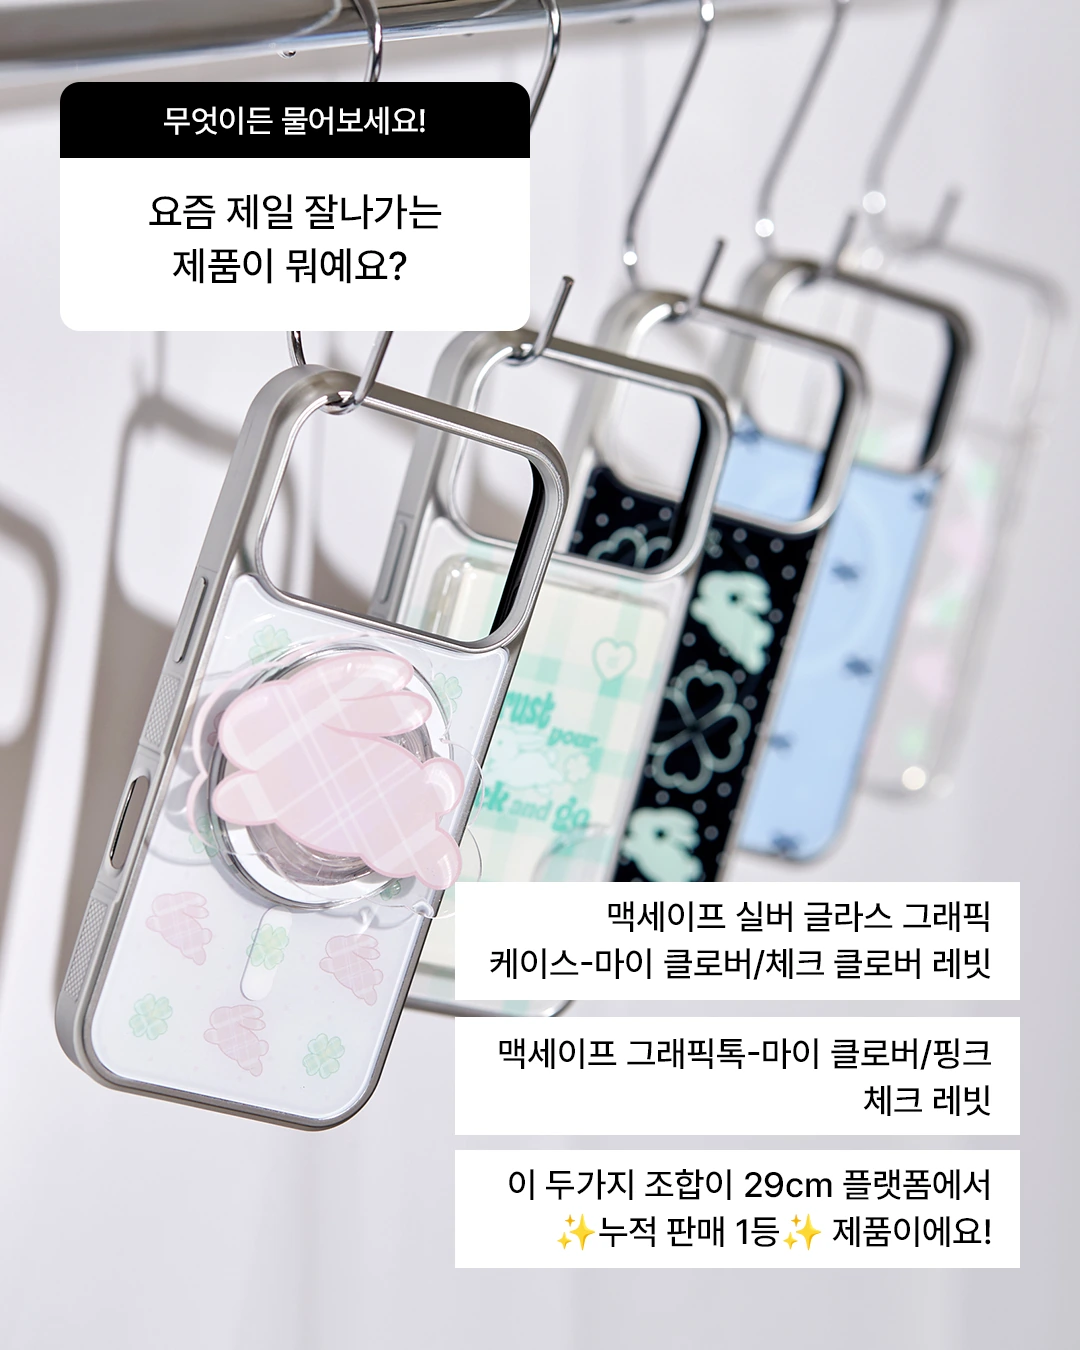 무엇이든 물어보세요!
요즘 제일 잘나가는
제품이 뭐예요?
your
and go
맥세이프 실버 글라스 그래픽
케이스-마이 클로버/체크 클로버 레빗
맥세이프 그래픽톡-마이 클로버/핑크
체크 레빗
이 두가지 조합이 29cm 플랫폼에서
✨누적 판매 1등✨ 제품이에요!